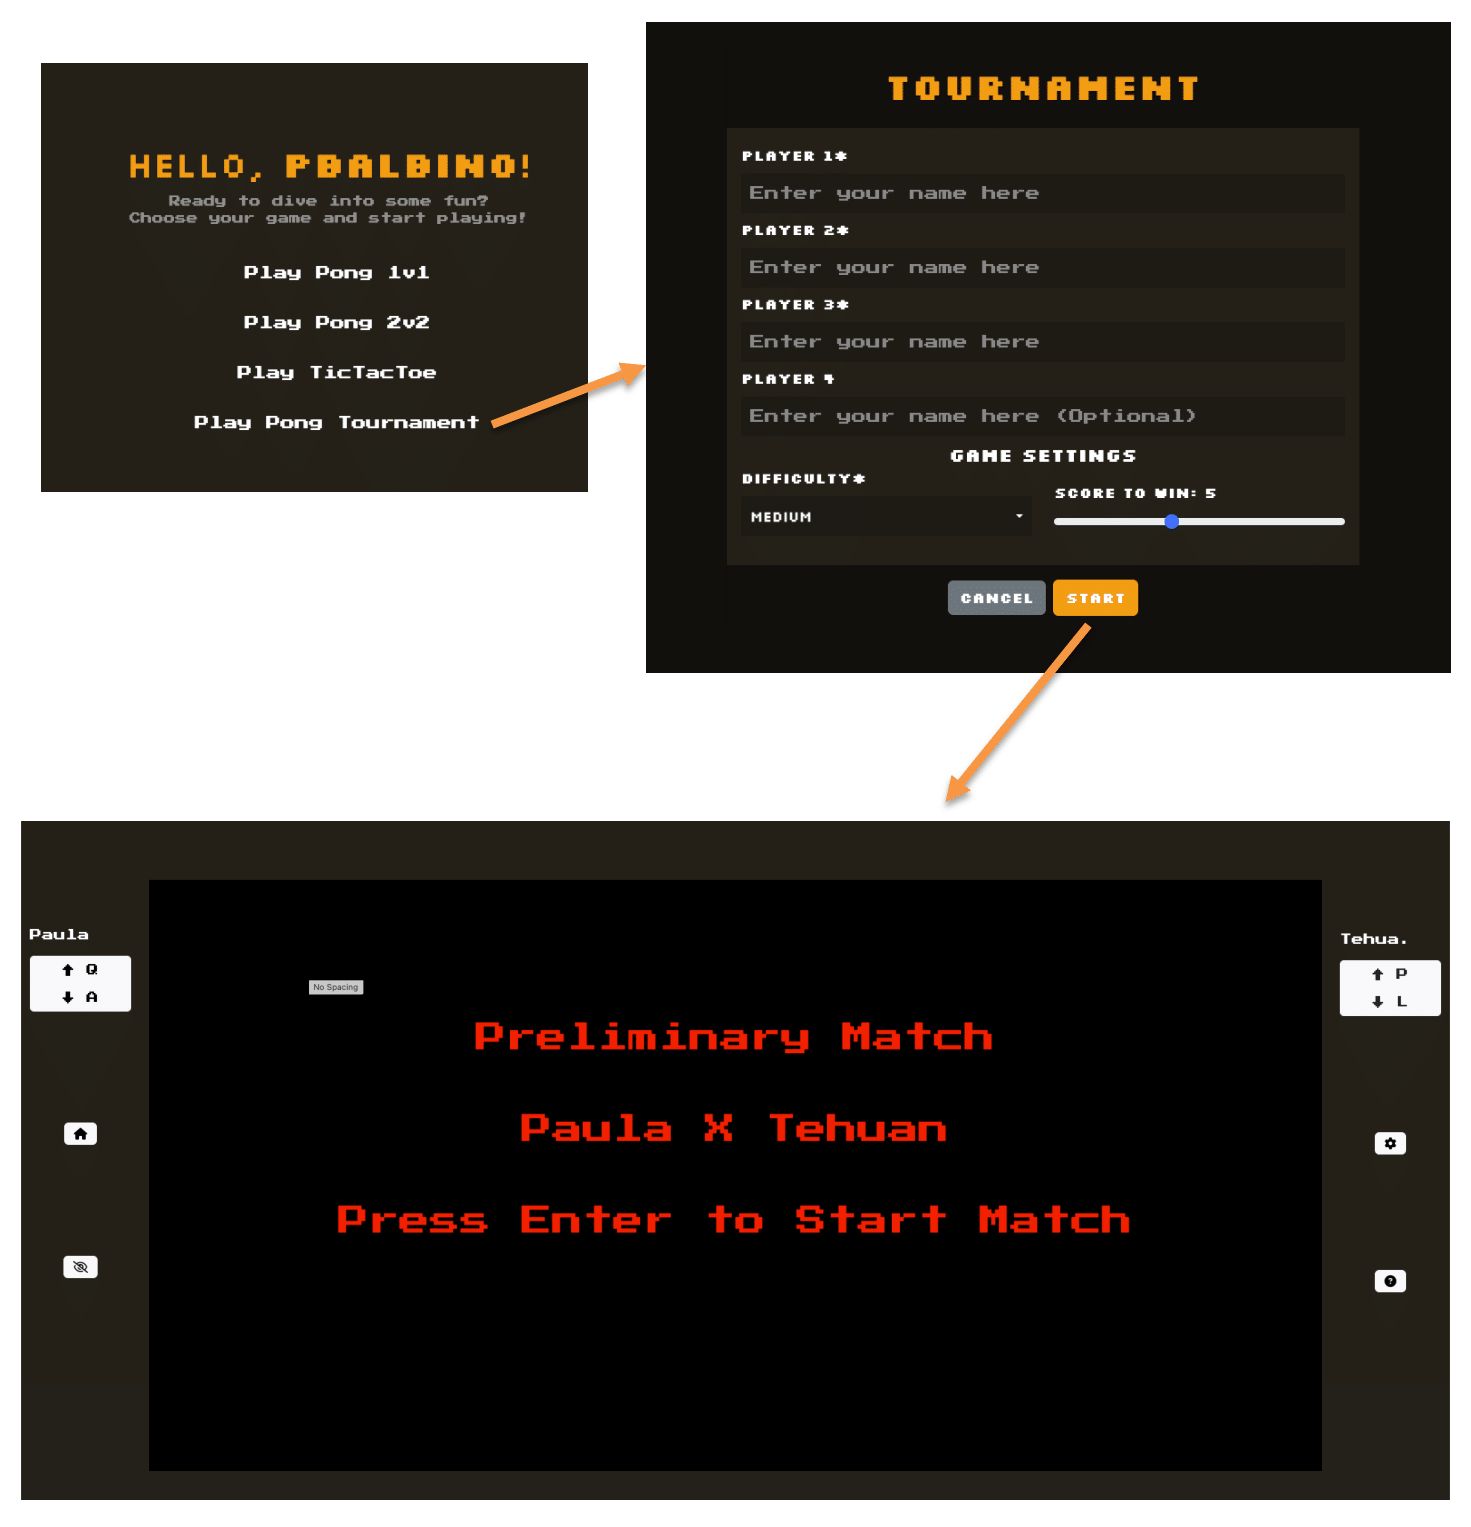 HELLO, PBALBINO!
Ready to dive into some fun?
Choose your game and start playing!
Play Pong 1v1
Play Pong 2v2
Play TicTacToe
Play Pong Tournament
TOURNAMENT
PLAYER 1*
Enter your name here
PLAYER 2*
Enter your name here
PLAYER 3*
Enter your name here
PLAYER 4
Enter your name here (Optional)
GAME SETTINGS
DIFFICULTY*
MEDIUM
SCORE TO WIN: 5
CANCEL
START
Paula
Q
A
No Spacing
Preliminary Match
Paula X Tehuan
Press Enter to Start Match
Tehua.
P
L